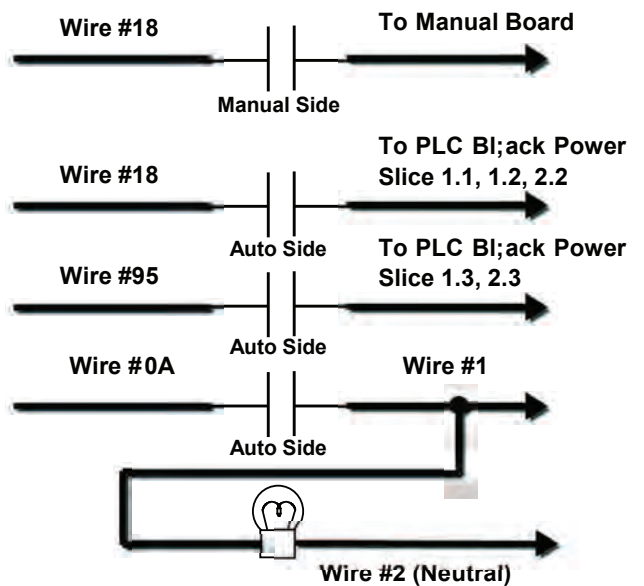 Wire #18
To Manual Board
Manual Side
Wire #18
To PLC Bl;ack Power
Slice 1.1, 1.2, 2.2
Auto Side
Wire #95
To PLC Bl;ack Power
Slice 1.3, 2.3
Auto Side
Wire #0A
Wire #1
Auto Side
Wire #2 (Neutral)